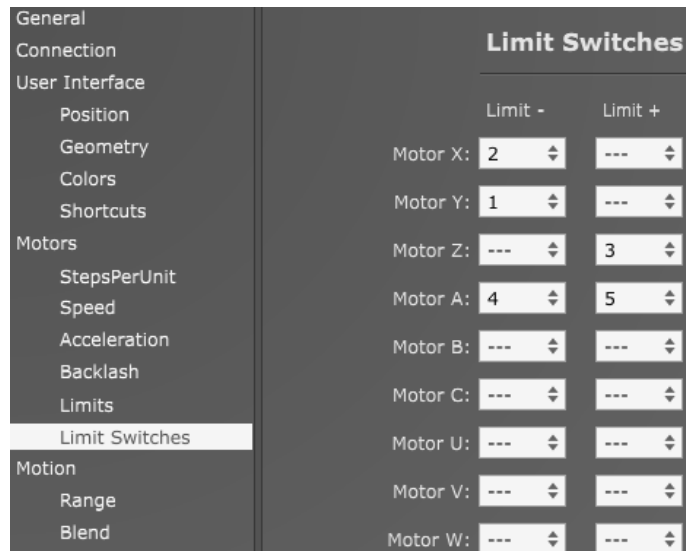 General
Connection
User Interface
Position
Geometry
Colors
Shortcuts
Motors
StepsPerUnit
Speed
Acceleration
Backlash
Limits
Limit Switches
Motion
Range
Blend
Limit Switches
Limit - Limit +
Motor X: 2 ---
Motor Y: 1 ---
Motor Z: --- 3
Motor A: 4 5
Motor B: --- ---
Motor C: --- ---
Motor U: --- ---
Motor V: --- ---
Motor W: --- ---